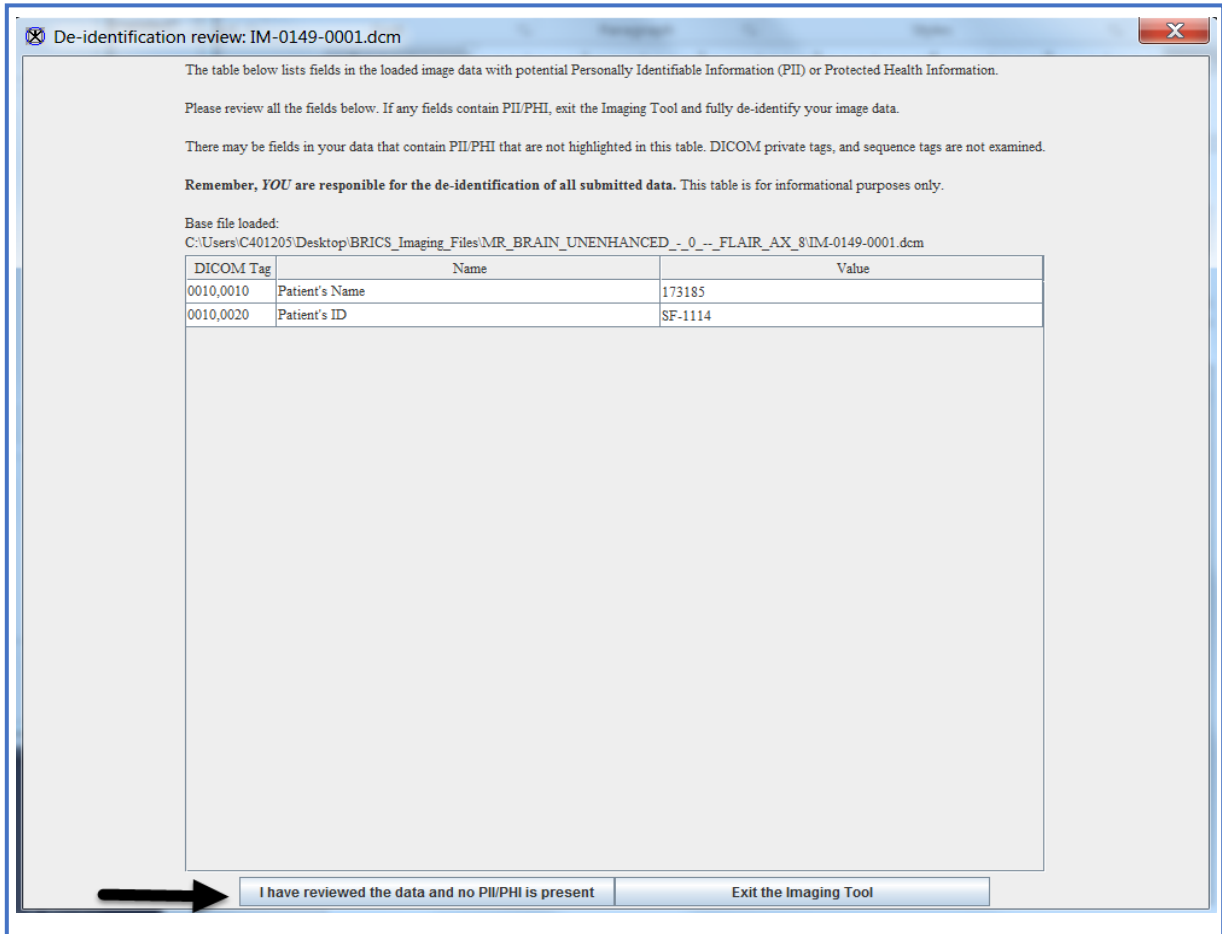 De-identification review: IM-0149-0001.dcm
The table below lists fields in the loaded image data with potential Personally Identifiable Information (PII) or Protected Health Information.
Please review all the fields below. If any fields contain PII/PHI, exit the Imaging Tool and fully de-identify your image data.
There may be fields in your data that contain PII/PHI that are not highlighted in this table. DICOM private tags, and sequence tags are not examined.
Remember, YOU are responible for the de-identification of all submitted data. This table is for informational purposes only.
Base file loaded:
C:\Users\C401205\Desktop\BRICS_Imaging_Files\MR_BRAIN_UNENHANCED_-_0_--_FLAIR_AX_8\IM-0149-0001.dcm
DICOM Tag Name Value
0010,0010 Patient's Name 173185
0010,0020 Patient's ID SF-1114
I have reviewed the data and no PII/PHI is present Exit the Imaging Tool